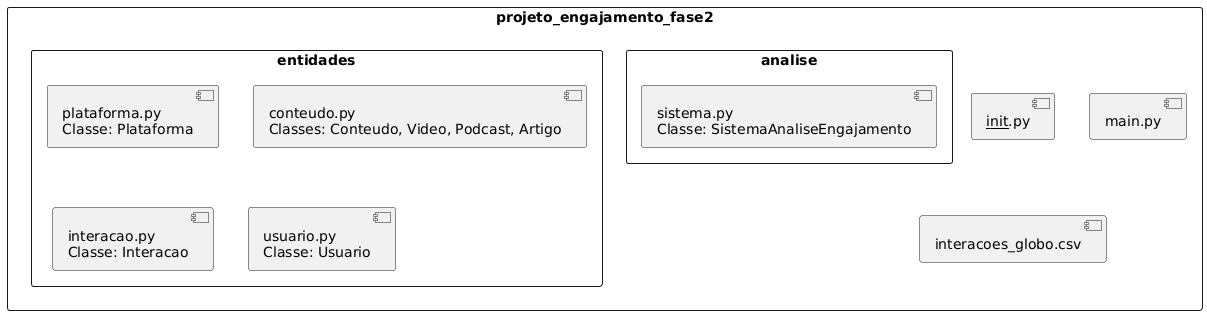 projeto_engajamento_fase2
entidades
plataforma.py
Classe: Plataforma
conteudo.py
Classes: Conteudo, Video, Podcast, Artigo
interacao.py
Classe: Interacao
usuario.py
Classe: Usuario
analise
sistema.py
Classe: SistemaAnaliseEngajamento
init.py
main.py
interacoes_globo.csv